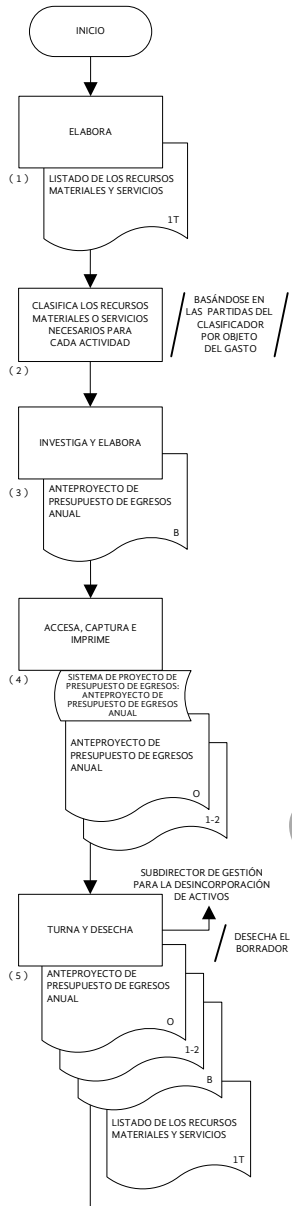 INICIO
ELABORA
( 1 )
LISTADO DE LOS RECURSOS
MATERIALES Y SERVICIOS
1T
CLASIFICA LOS RECURSOS
MATERIALES O SERVICIOS
NECESARIOS PARA
CADA ACTIVIDAD
BASÁNDOSE EN
LAS PARTIDAS DEL
CLASIFICADOR
POR OBJETO
DEL GASTO
( 2 )
INVESTIGA Y ELABORA
( 3 )
ANTEPROYECTO DE
PRESUPUESTO DE EGRESOS
ANUAL
B
ACCESA, CAPTURA E
IMPRIME
( 4 )
SISTEMA DE PROYECTO DE
PRESUPUESTO DE EGRESOS:
ANTEPROYECTO DE
PRESUPUESTO DE EGRESOS
ANUAL
ANTEPROYECTO DE
PRESUPUESTO DE EGRESOS
ANUAL
O
1-2
SUBDIRECTOR DE GESTIÓN
PARA LA DESINCORPORACIÓN
DE ACTIVOS
TURNA Y DESECHA
DESECHA EL
BORRADOR
( 5 )
ANTEPROYECTO DE
PRESUPUESTO DE EGRESOS
ANUAL
O
1-2
B
LISTADO DE LOS RECURSOS
MATERIALES Y SERVICIOS
1T